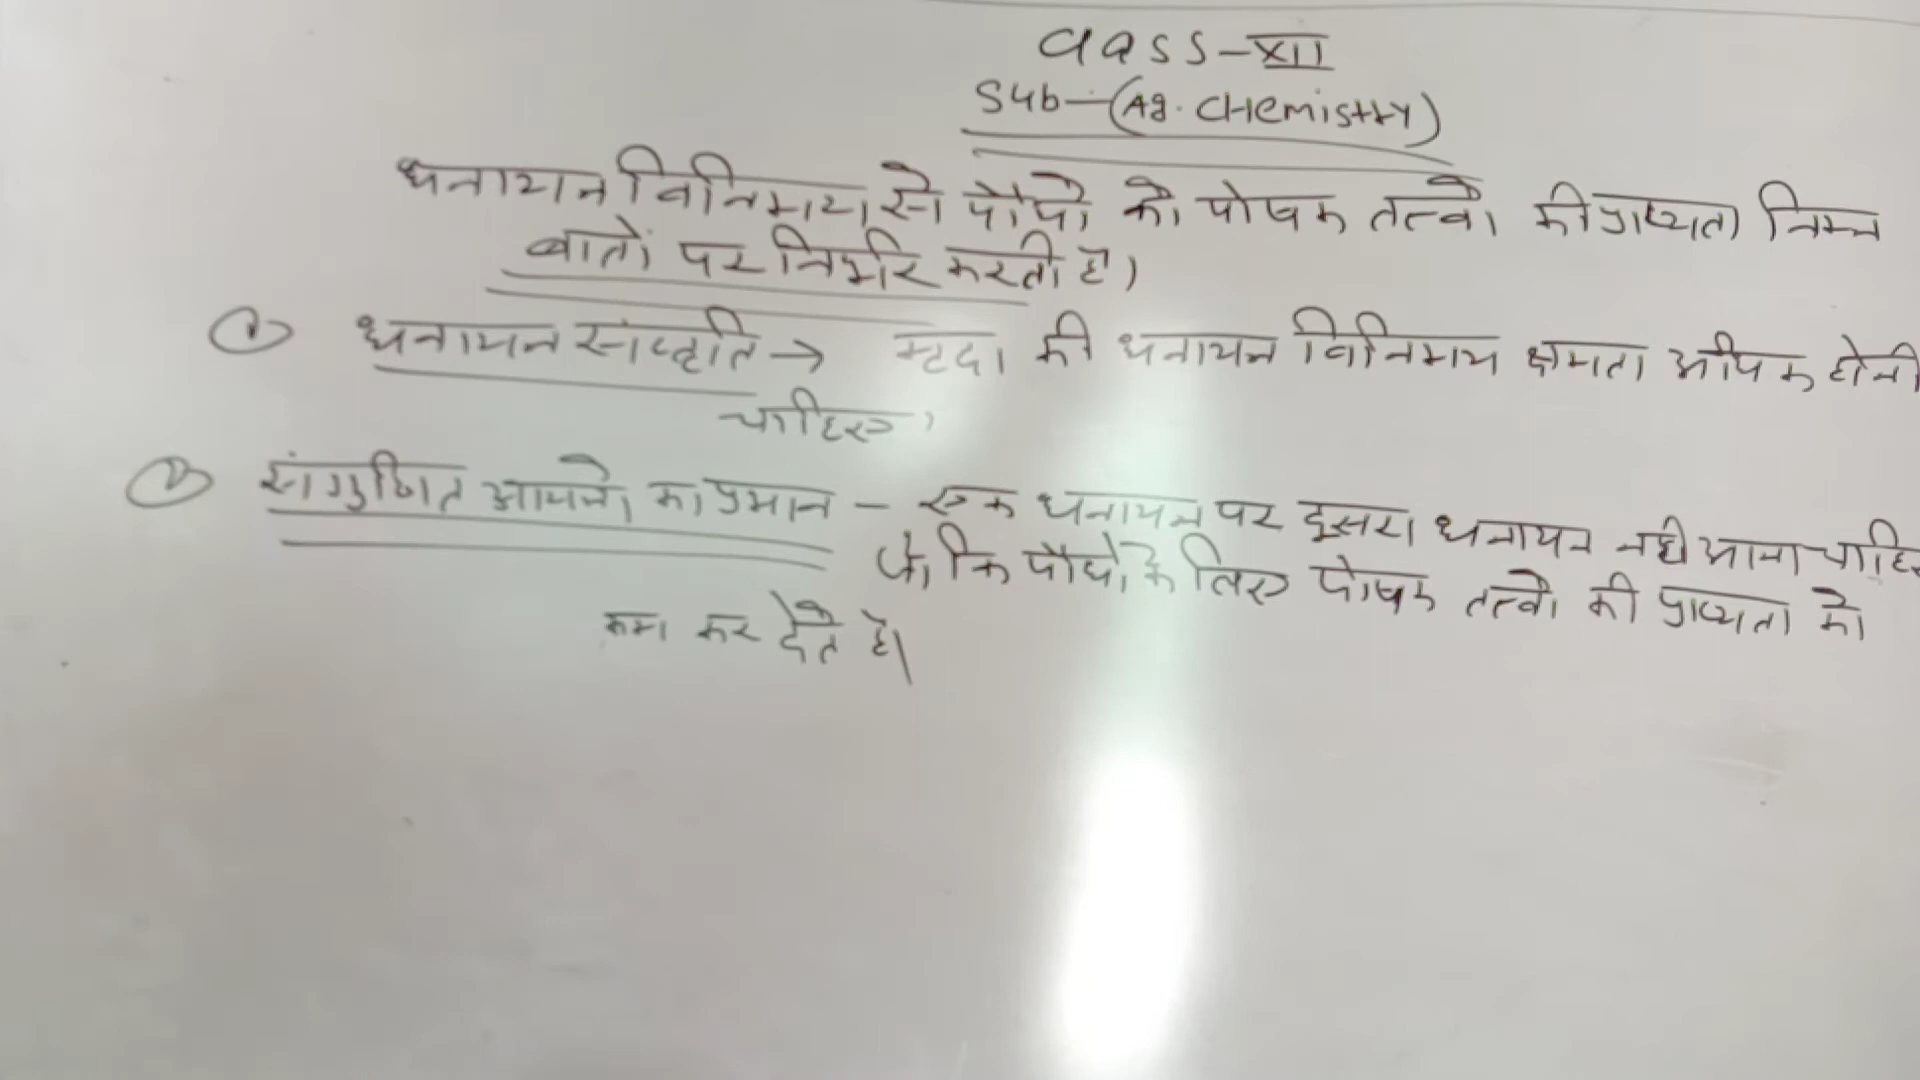 Class-XII
Sub-(Ag. CHemistry)
धनायन विनिमय से पौधों को पोषक तत्वों की प्राप्यता निम्न
बातों पर निर्भर करती है।
① धनायन संतृप्ति → मृदा की धनायन विनिमय क्षमता अधिक होनी
चाहिए।
② संगुणित आयनों का प्रभाव - एक धनायन पर दूसरा धनायन नही आना चाहिए
जो कि पौधों के लिए पोषक तत्वों की प्राप्यता को
कम कर देते है।